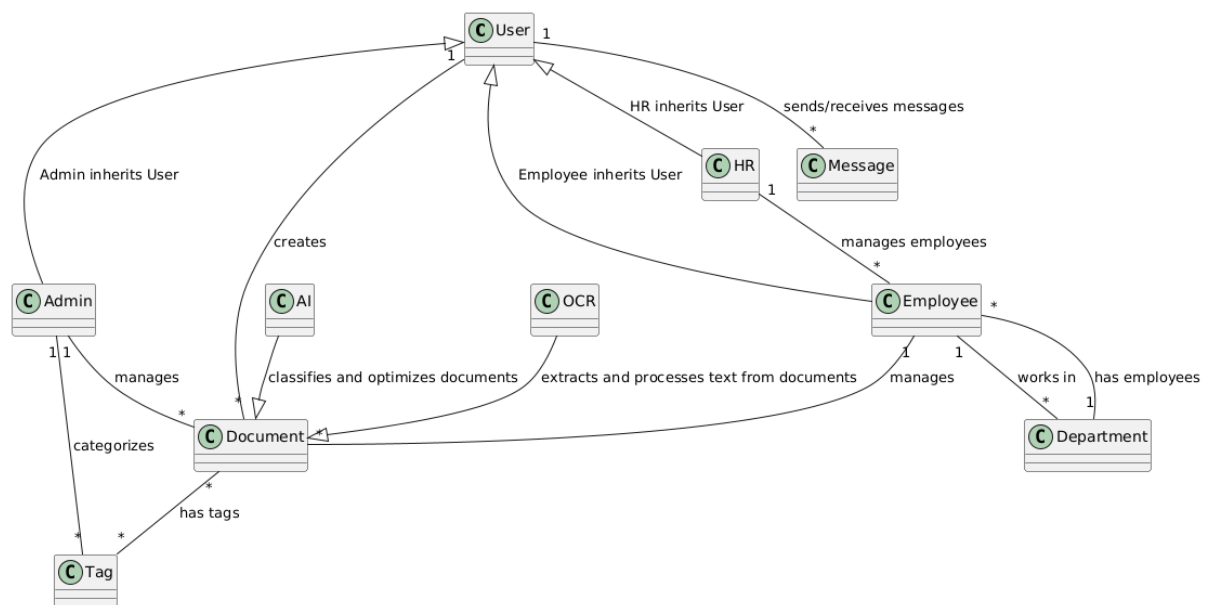 C User
1
1
HR inherits User
sends/receives messages
*
C HR
C Message
Admin inherits User
Employee inherits User
1
creates
manages employees
*
C Admin
C AI
C OCR
C Employee
*
1
1
1
1
manages
classifies and optimizes documents
extracts and processes text from documents
manages
works in
has employees
*
*
*
*
1
C Document
C Department
categorizes
*
has tags
*
*
C Tag